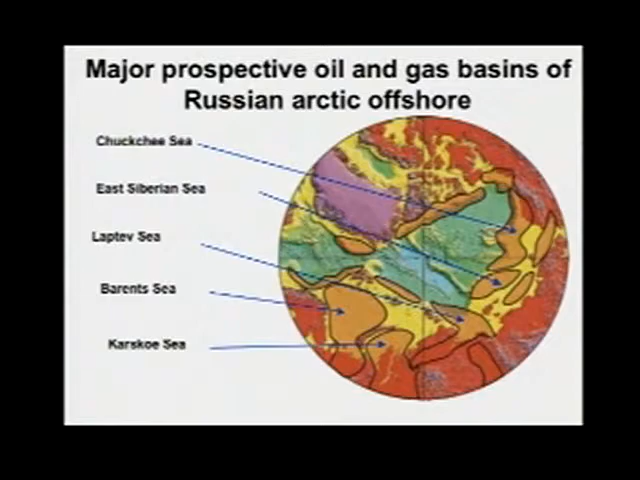 Major prospective oil and gas basins of
Russian arctic offshore
Chuckchee Sea
East Siberian Sea
Laptev Sea
Barents Sea
Karskoe Sea